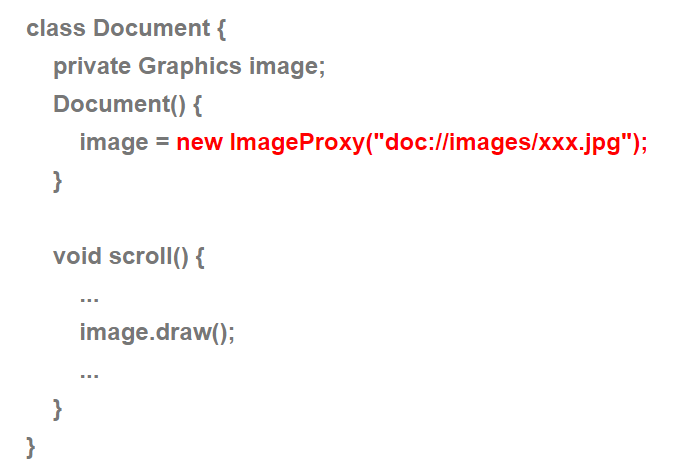 class Document {
private Graphics image;
Document() {
image = new ImageProxy("doc://images/xxx.jpg");
}
void scroll() {
...
image.draw();
...
}
}